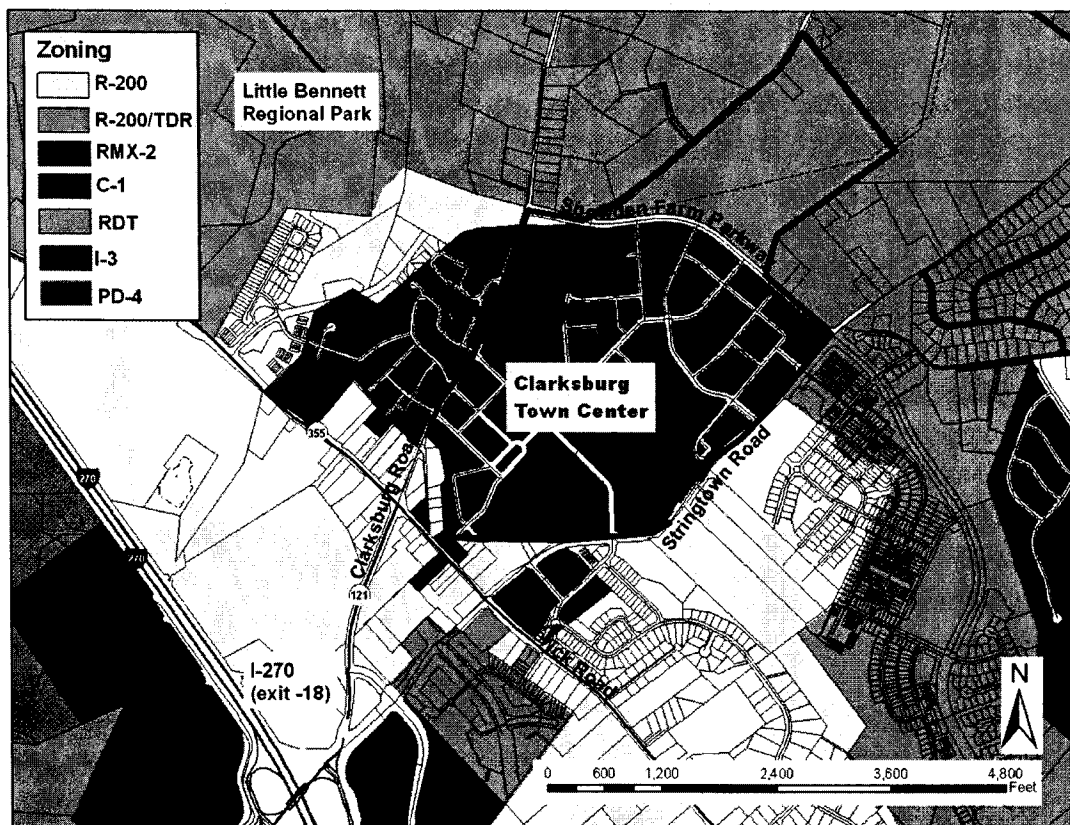 Zoning
R-200
R-200/TDR
RMX-2
C-1
RDT
I-3
PD-4
Little Bennett
Regional Park
Clarksburg
Town Center
355
Clarksburg Road
Stringtown Road
270
270
121
Road
I-270
(exit -18)
N
0 600 1,200 2,400 3,600 4,800
Feet